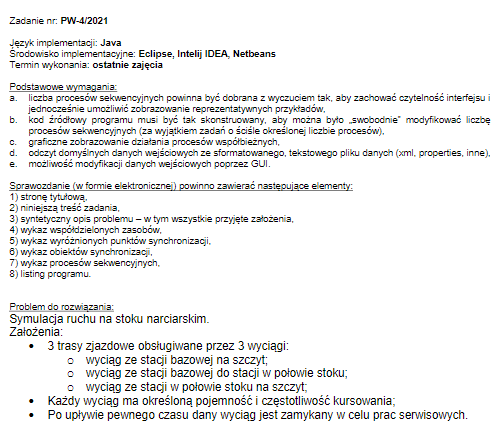 Zadanie nr: PW-4/2021
Język implementacji: Java
Środowisko implementacyjne: Eclipse, Intelij IDEA, Netbeans
Termin wykonania: ostatnie zajęcia
Podstawowe wymagania:
a. liczba procesów sekwencyjnych powinna być dobrana z wyczuciem tak, aby zachować czytelność interfejsu i
jednocześnie umożliwić zobrazowanie reprezentatywnych przykładów,
b. kod źródłowy programu musi być tak skonstruowany, aby można było „swobodnie” modyfikować liczbę
procesów sekwencyjnych (za wyjątkiem zadań o ściśle określonej liczbie procesów),
c. graficzne zobrazowanie działania procesów współbieżnych,
d. odczyt domyślnych danych wejściowych ze sformatowanego, tekstowego pliku danych (xml, properties, inne),
e. możliwość modyfikacji danych wejściowych poprzez GUI.
Sprawozdanie (w formie elektronicznej) powinno zawierać następujące elementy:
1) stronę tytułową,
2) niniejszą treść zadania,
3) syntetyczny opis problemu – w tym wszystkie przyjęte założenia,
4) wykaz współdzielonych zasobów,
5) wykaz wyróżnionych punktów synchronizacji,
6) wykaz obiektów synchronizacji,
7) wykaz procesów sekwencyjnych,
8) listing programu.
Problem do rozwiązania:
Symulacja ruchu na stoku narciarskim.
Założenia:
• 3 trasy zjazdowe obsługiwane przez 3 wyciągi:
o wyciąg ze stacji bazowej na szczyt;
o wyciąg ze stacji bazowej do stacji w połowie stoku;
o wyciąg ze stacji w połowie stoku na szczyt;
• Każdy wyciąg ma określoną pojemność i częstotliwość kursowania;
• Po upływie pewnego czasu dany wyciąg jest zamykany w celu prac serwisowych.